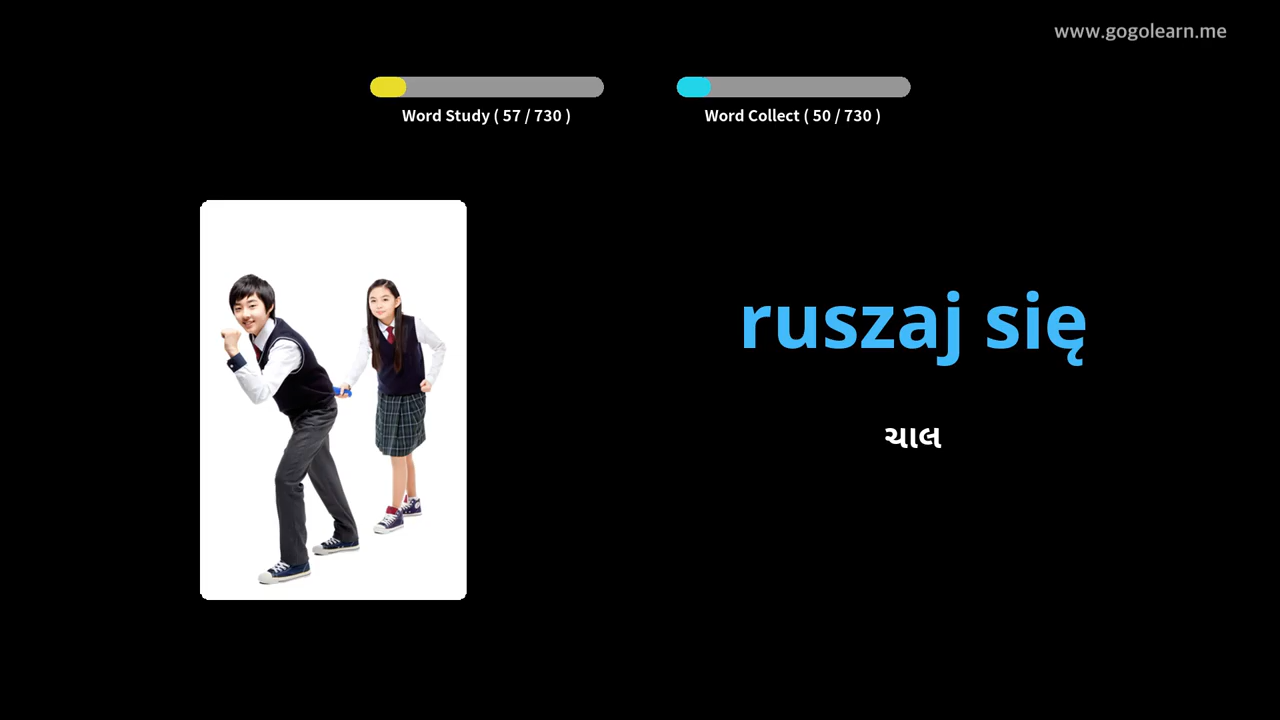 www.gogolearn.me
Word Study ( 57 / 730 )
Word Collect ( 50 / 730 )
ruszaj się
ચાલ